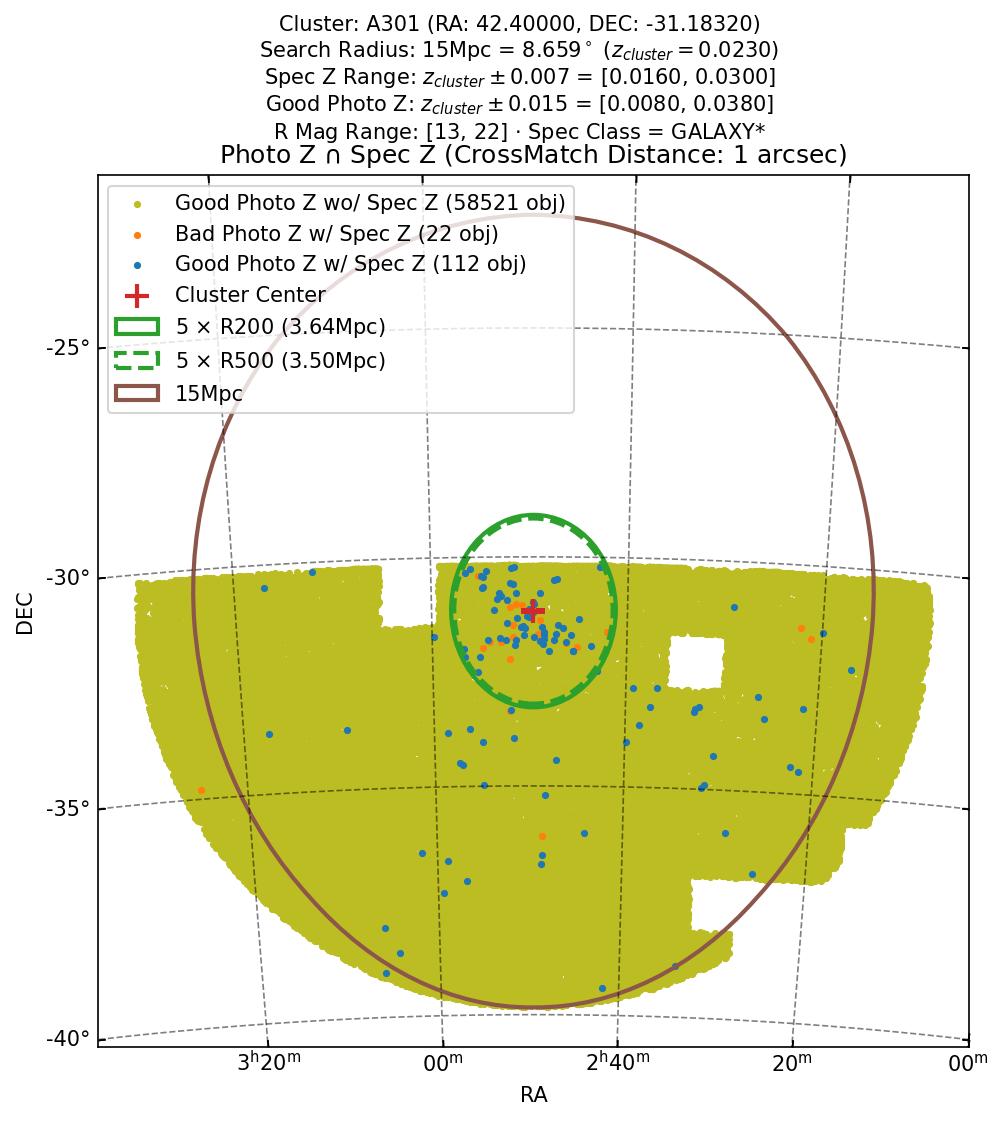 Cluster: A301 (RA: 42.40000, DEC: -31.18320)
Search Radius: 15Mpc = 8.659° (z_cluster = 0.0230)
Spec Z Range: z_cluster ± 0.007 = [0.0160, 0.0300]
Good Photo Z: z_cluster ± 0.015 = [0.0080, 0.0380]
R Mag Range: [13, 22] · Spec Class = GALAXY*
Photo Z ∩ Spec Z (CrossMatch Distance: 1 arcsec)
Good Photo Z wo/ Spec Z (58521 obj)
Bad Photo Z w/ Spec Z (22 obj)
Good Photo Z w/ Spec Z (112 obj)
Cluster Center
5 × R200 (3.64Mpc)
5 × R500 (3.50Mpc)
15Mpc
-25°
-30°
-35°
-40°
DEC
3ʰ20ᵐ 00ᵐ 2ʰ40ᵐ 20ᵐ 00ᵐ
RA